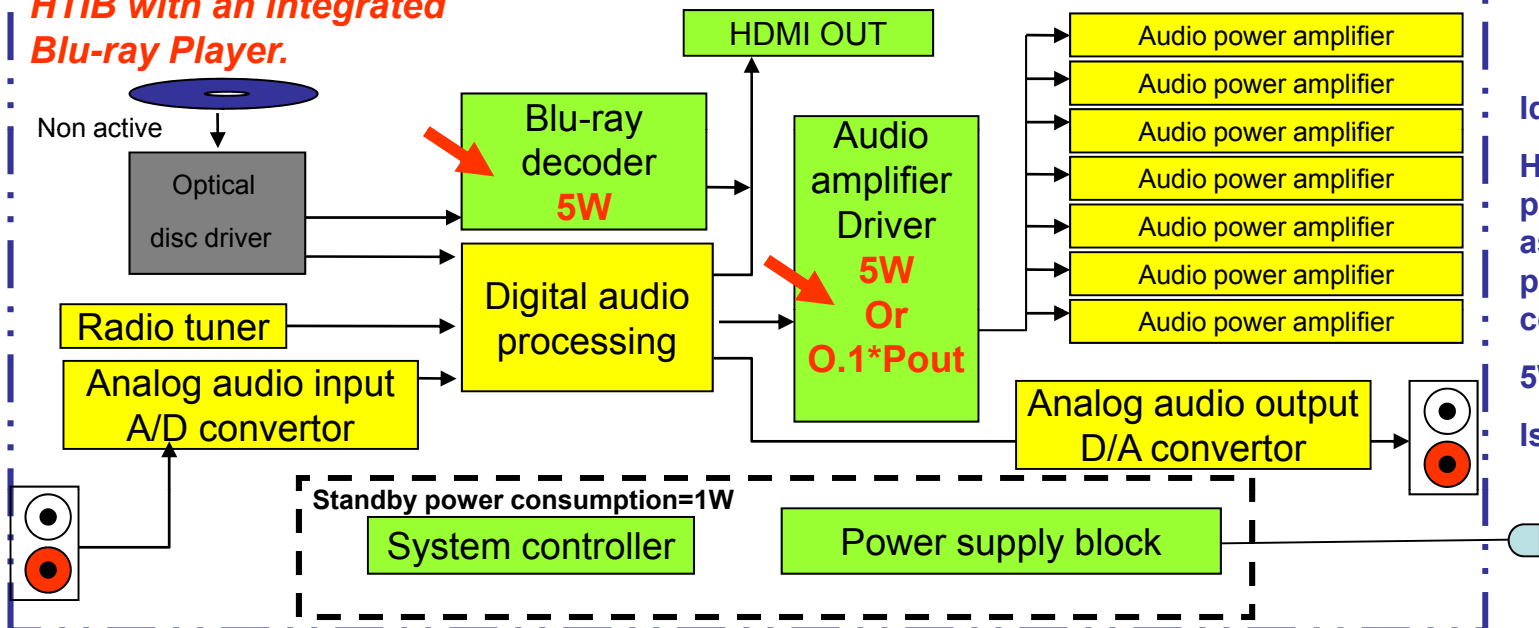 HTIB with an integrated
Blu-ray Player.
Non active
Optical
disc driver
Blu-ray
decoder
5W
HDMI OUT
Audio
amplifier
Driver
5W
Or
O.1*Pout
Audio power amplifier
Audio power amplifier
Audio power amplifier
Audio power amplifier
Audio power amplifier
Audio power amplifier
Audio power amplifier
Radio tuner
Digital audio
processing
Analog audio input
A/D convertor
Analog audio output
D/A convertor
Standby power consumption=1W
System controller
Power supply block